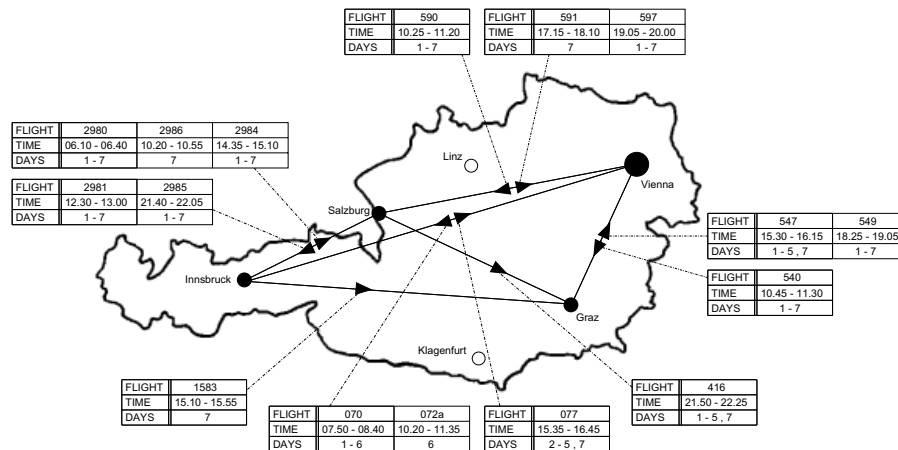 FLIGHT 590
TIME 10.25 - 11.20
DAYS 1 - 7
FLIGHT 591 597
TIME 17.15 - 18.10 19.05 - 20.00
DAYS 7 1 - 7
FLIGHT 2980 2986 2984
TIME 06.10 - 06.40 10.20 - 10.55 14.35 - 15.10
DAYS 1 - 7 7 1 - 7
FLIGHT 2981 2985
TIME 12.30 - 13.00 21.40 - 22.05
DAYS 1 - 7 1 - 7
Linz
Vienna
Salzburg
Innsbruck
Graz
Klagenfurt
FLIGHT 547 549
TIME 15.30 - 16.15 18.25 - 19.05
DAYS 1 - 5 , 7 1 - 7
FLIGHT 540
TIME 10.45 - 11.30
DAYS 1 - 7
FLIGHT 1583
TIME 15.10 - 15.55
DAYS 7
FLIGHT 070 072a
TIME 07.50 - 08.40 10.20 - 11.35
DAYS 1 - 6 6
FLIGHT 077
TIME 15.35 - 16.45
DAYS 2 - 5 , 7
FLIGHT 416
TIME 21.50 - 22.25
DAYS 1 - 5 , 7